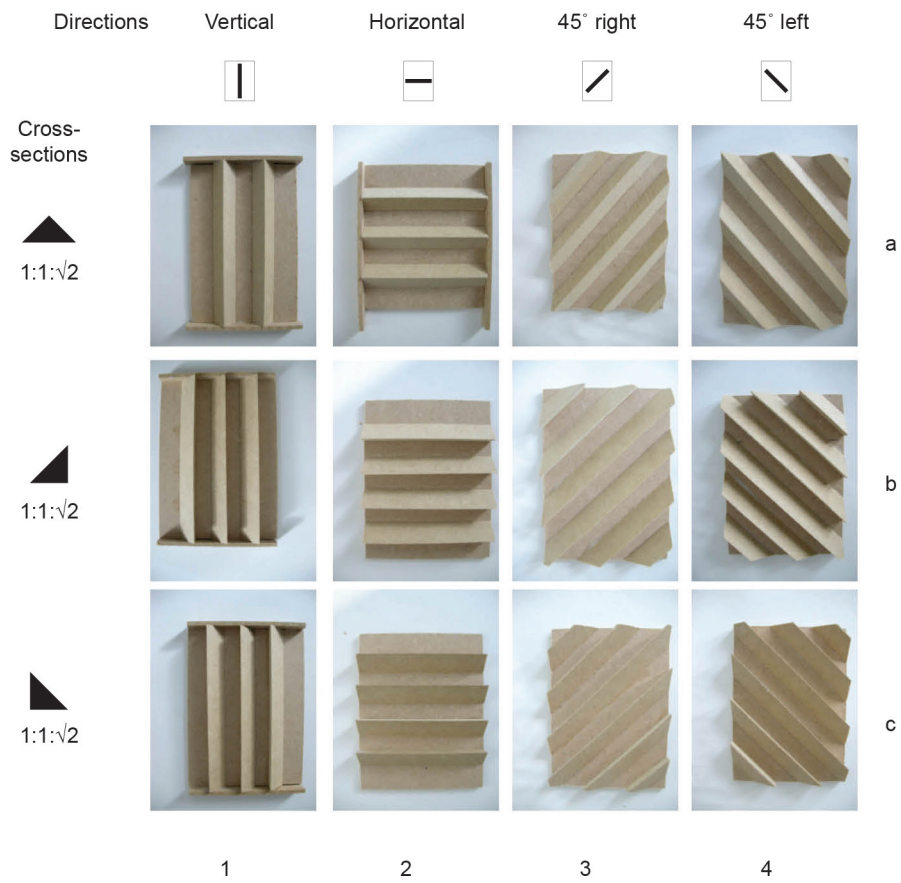 Directions Vertical Horizontal 45° right 45° left
Cross-
sections
1:1:√2
a
1:1:√2
b
1:1:√2
c
1 2 3 4